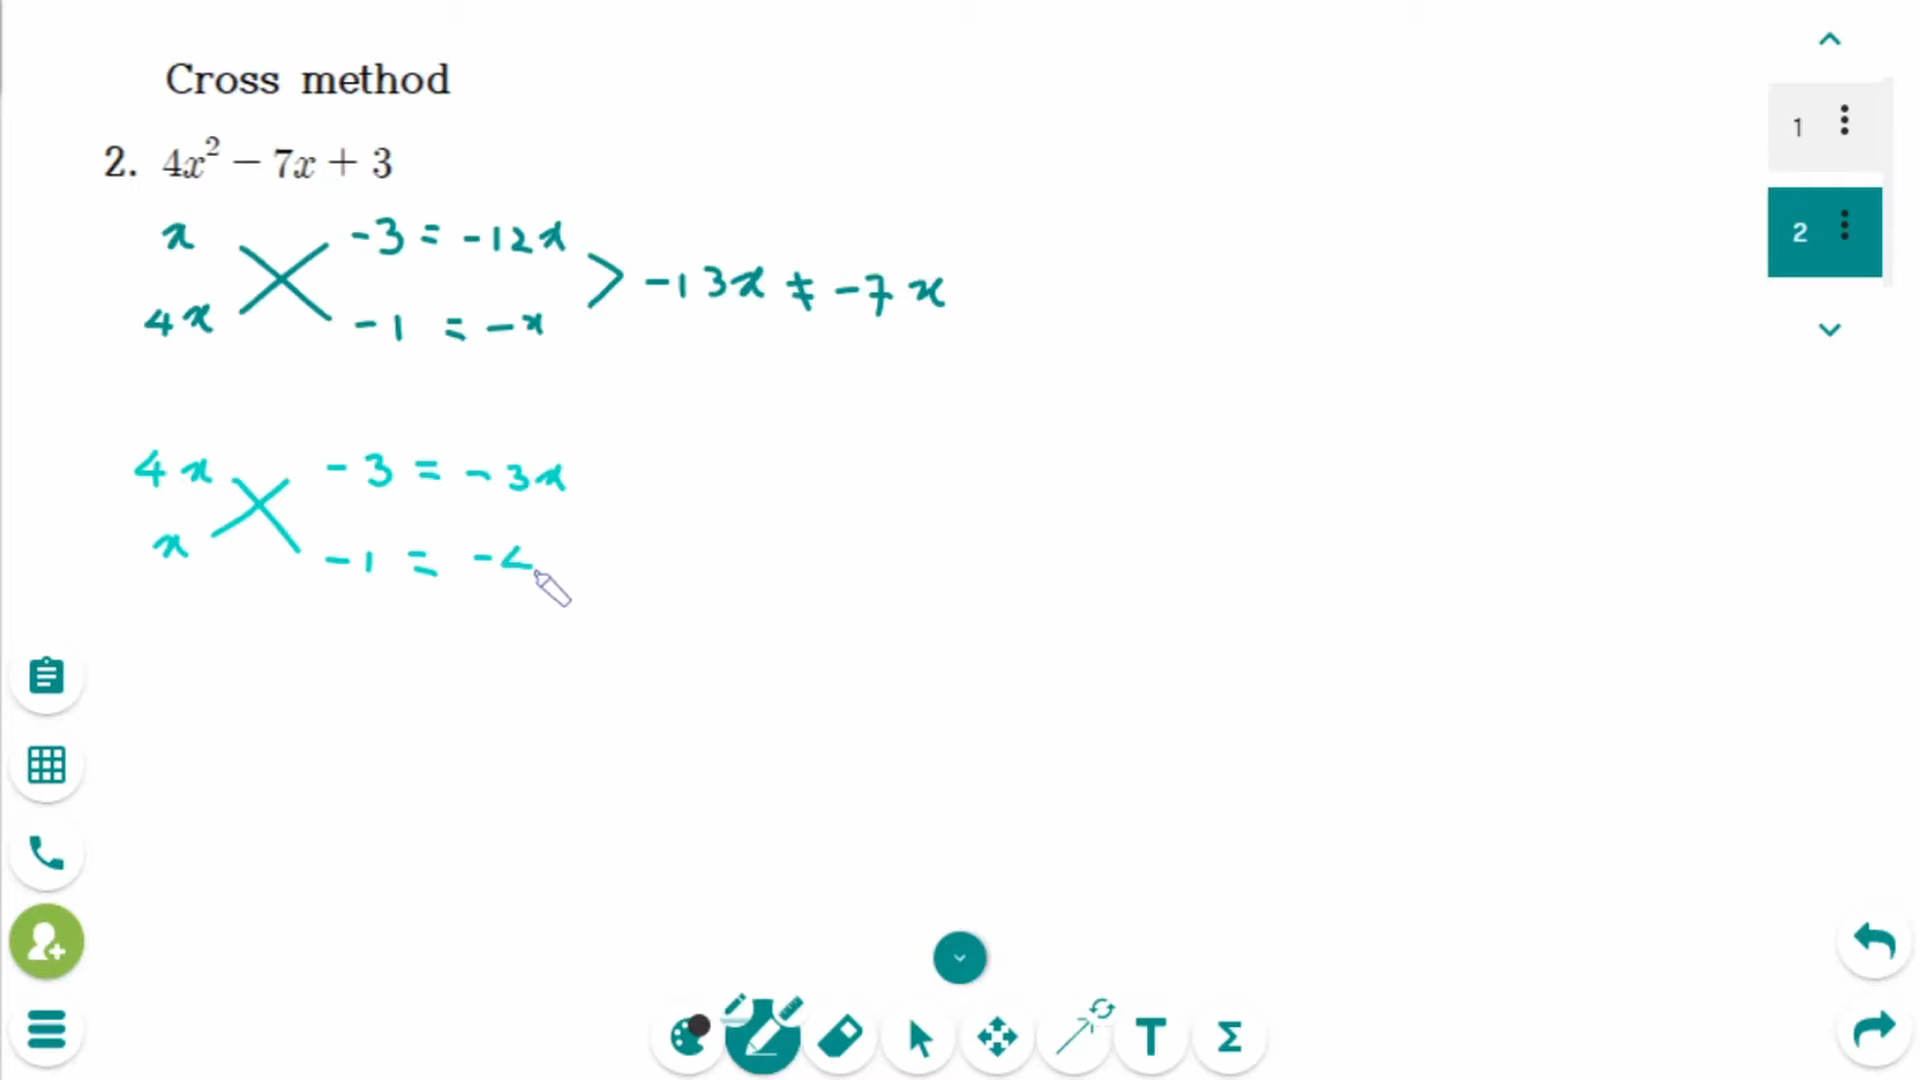 Cross method
2. 4x² − 7x + 3
x -3 = -12x
4x -1 = -x
> -13x ≠ -7x
4x -3 = -3x
x -1 = -4
1
2
T
Σ